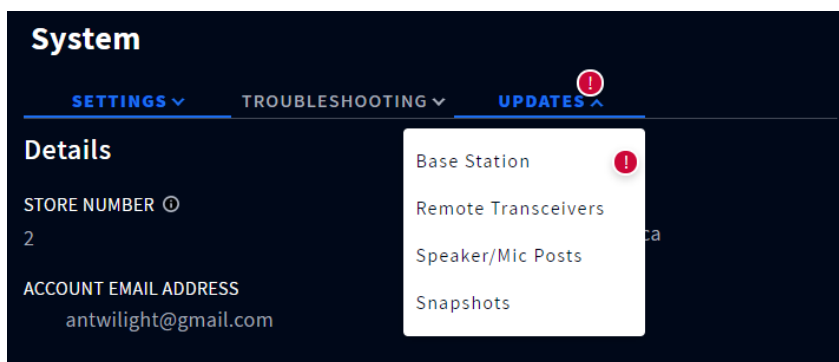 System
SETTINGS TROUBLESHOOTING UPDATES !
Details
Base Station !
STORE NUMBER
Remote Transceivers
2
ca
Speaker/Mic Posts
ACCOUNT EMAIL ADDRESS
Snapshots
antwilight@gmail.com